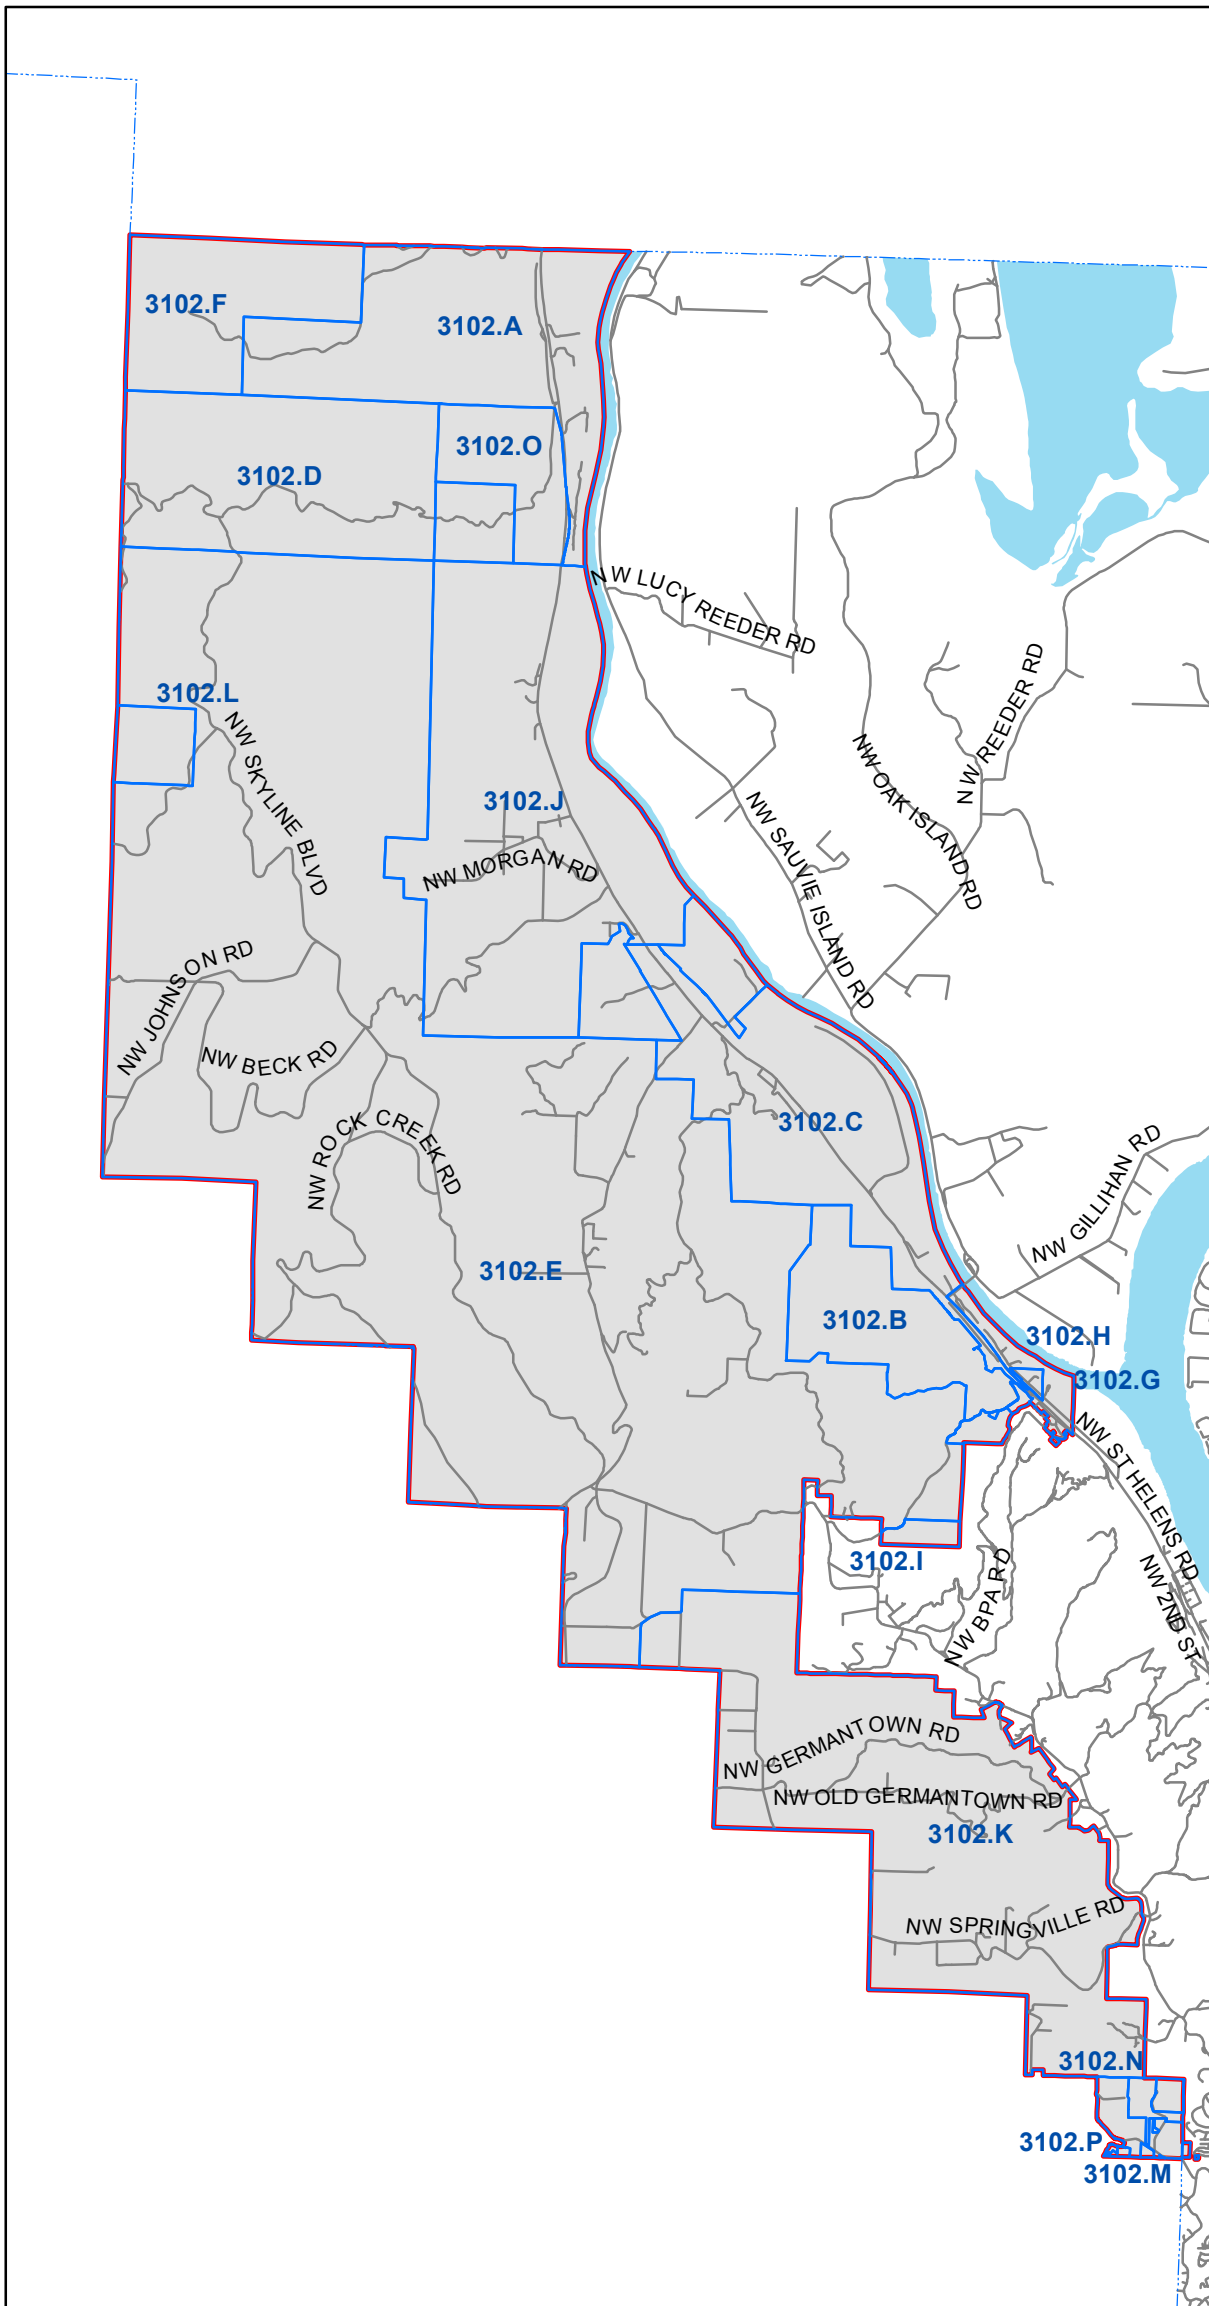 3102.F
3102.A
3102.O
3102.D
NW LUCY REEDER RD
NW REEDER RD
3102.L
NW SKYLINE BLVD
NW OAK ISLAND RD
3102.J
NW SAUVIE ISLAND RD
NW MORGAN RD
NW JOHNSON RD
NW BECK RD
NW ROCK CREEK RD
3102.C
NW GILLIHAN RD
3102.E
3102.B
3102.H
3102.G
NW ST HELENS RD
3102.I
NW BPA RD
NW 2ND ST
NW GERMANTOWN RD
NW OLD GERMANTOWN RD
3102.K
NW SPRINGVILLE RD
3102.N
3102.P
3102.M